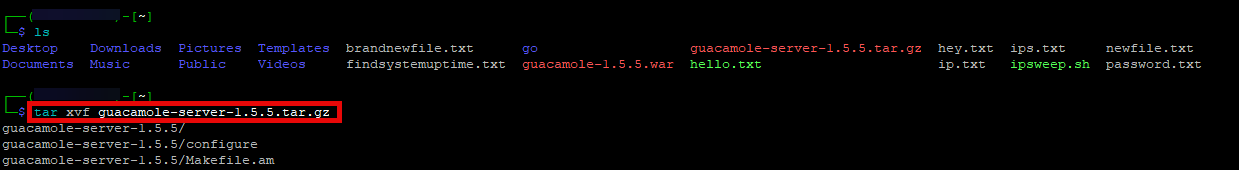 ┌──(          )-[~]
└─$ ls
Desktop    Downloads  Pictures  Templates  brandnewfile.txt      go                  guacamole-server-1.5.5.tar.gz  hey.txt  ips.txt     newfile.txt
Documents  Music      Public    Videos     findsystemuptime.txt  guacamole-1.5.5.war  hello.txt                      ip.txt   ipsweep.sh  password.txt
┌──(          )-[~]
└─$ tar xvf guacamole-server-1.5.5.tar.gz
guacamole-server-1.5.5/
guacamole-server-1.5.5/configure
guacamole-server-1.5.5/Makefile.am